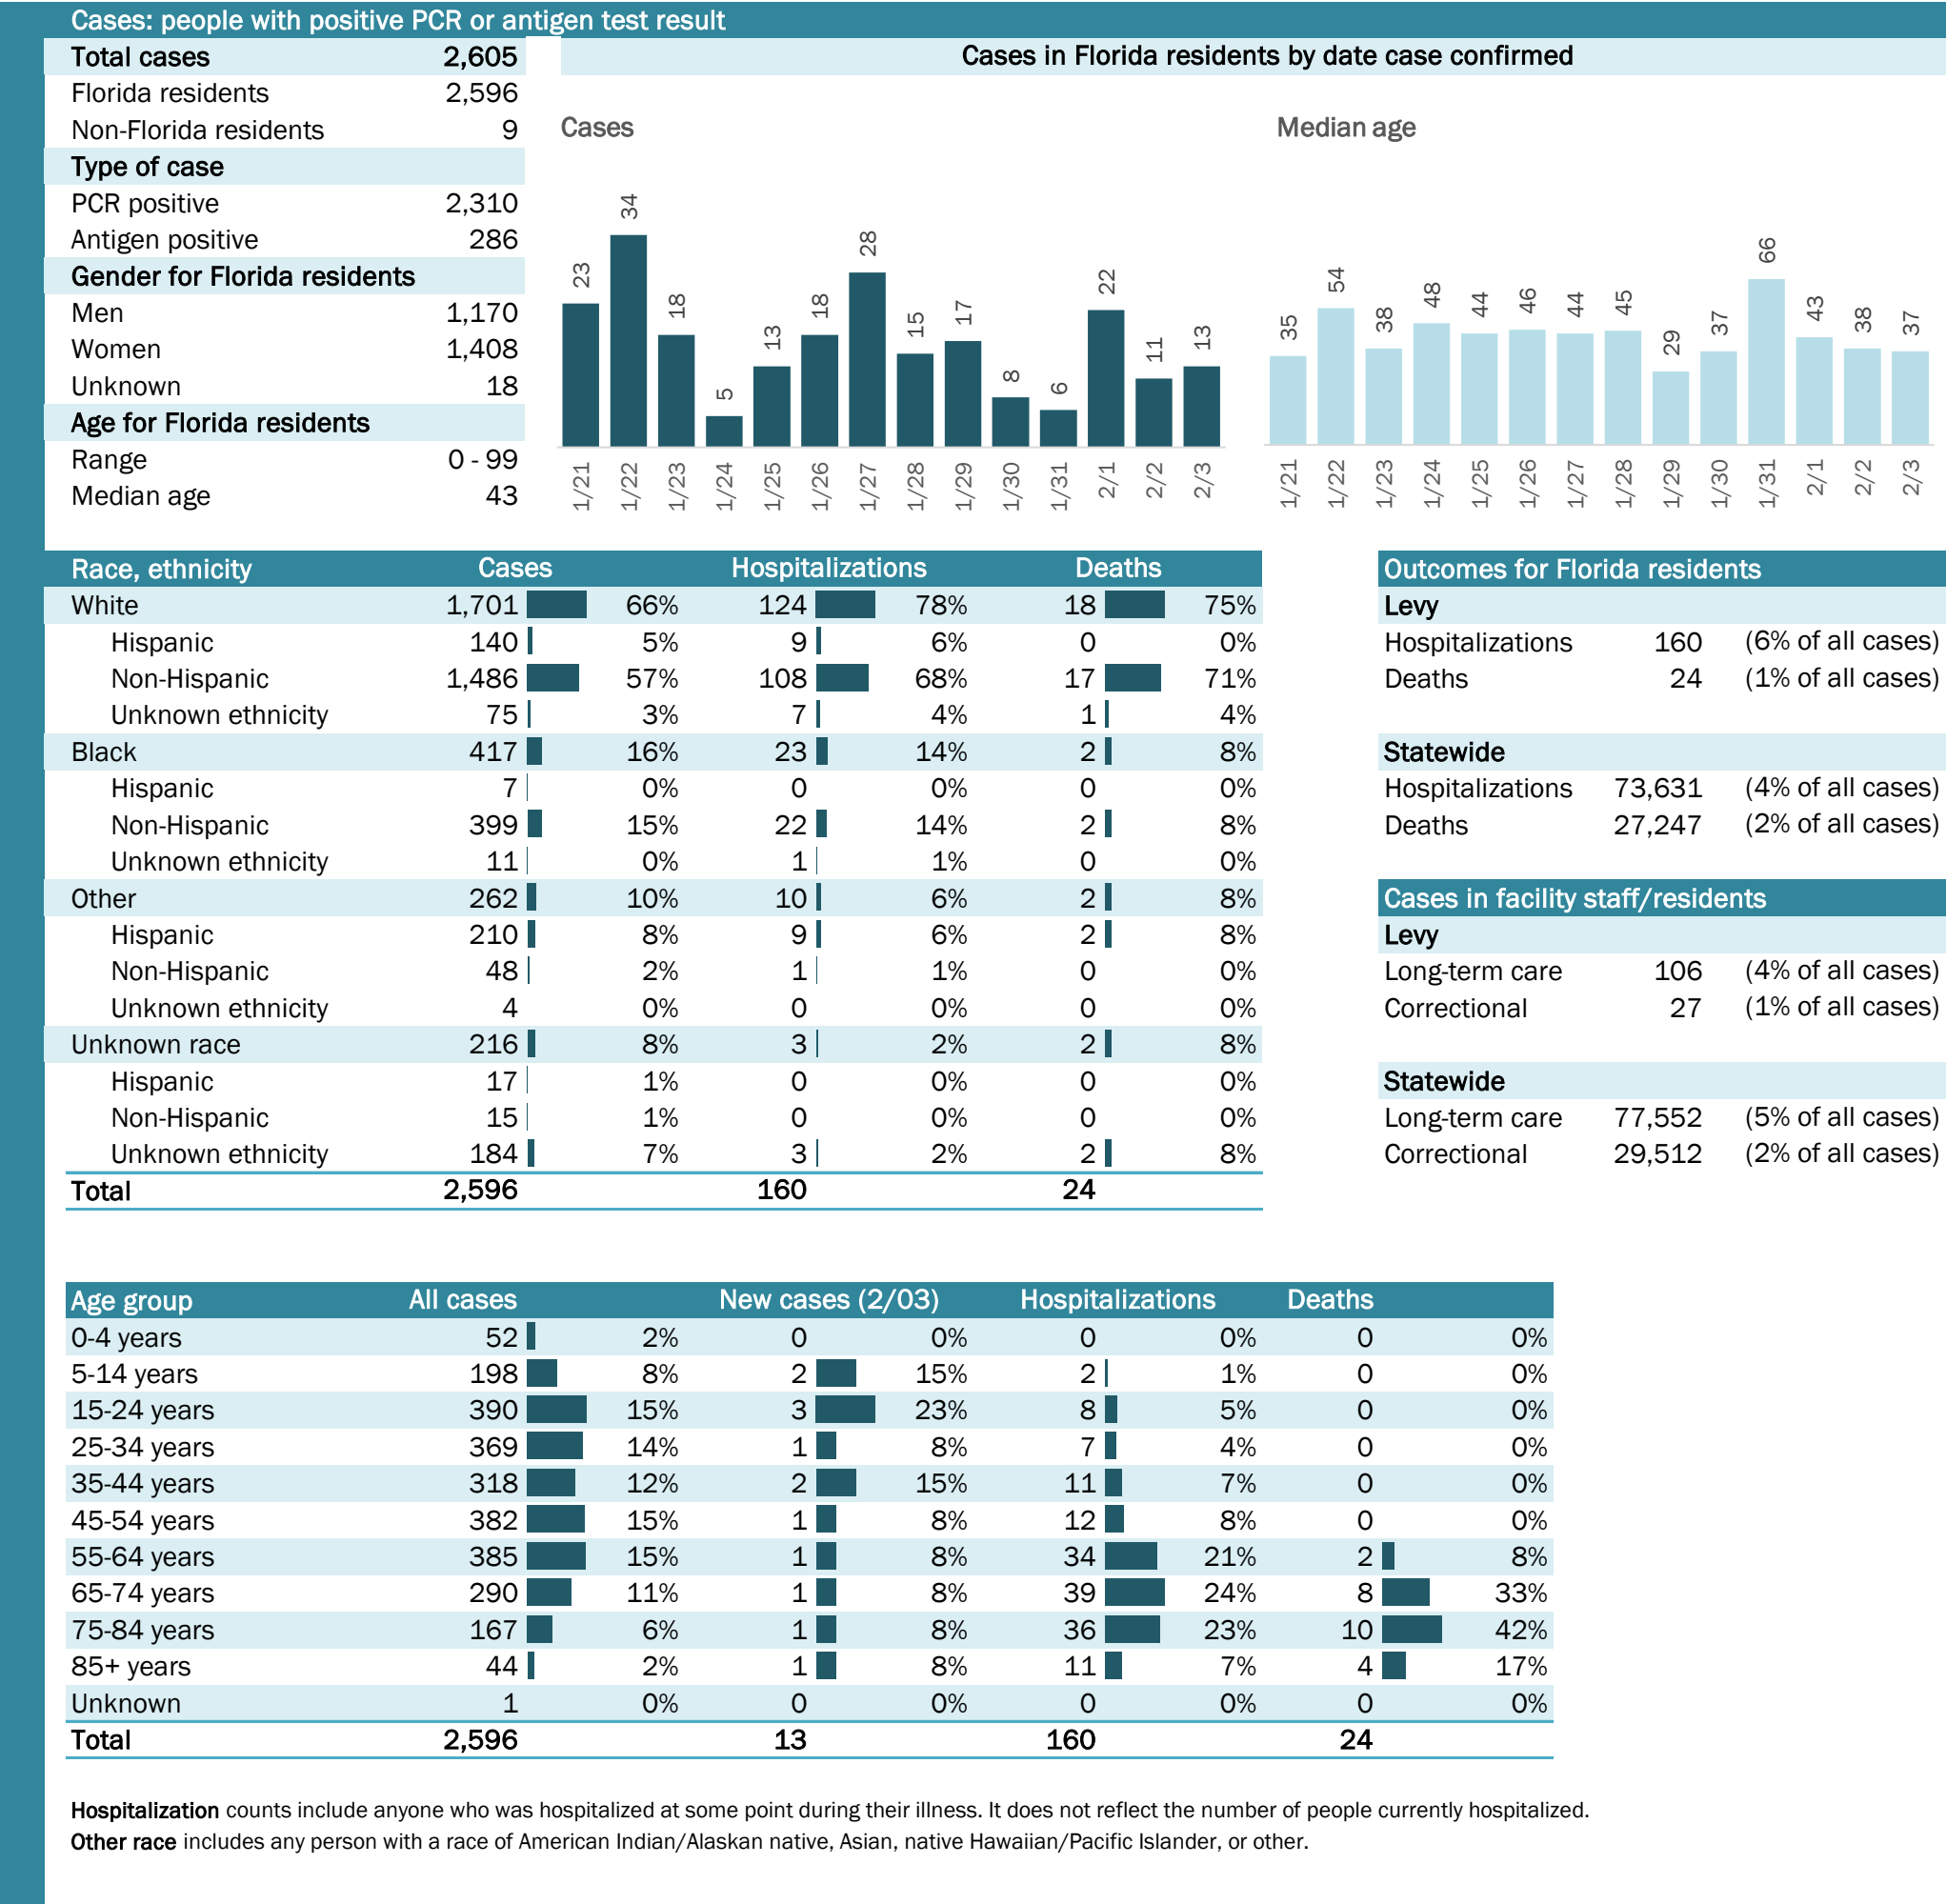 Cases: people with positive PCR or antigen test result
Total cases 2,605
Florida residents 2,596
Non-Florida residents 9
Type of case
PCR positive 2,310
Antigen positive 286
Gender for Florida residents
Men 1,170
Women 1,408
Unknown 18
Age for Florida residents
Range 0 - 99
Median age 43
Cases in Florida residents by date case confirmed
Cases
23 34 18 5 13 18 28 15 17 8 6 22 11 13
1/21 1/22 1/23 1/24 1/25 1/26 1/27 1/28 1/29 1/30 1/31 2/1 2/2 2/3
Median age
35 54 38 48 44 46 44 45 29 37 66 43 38 37
1/21 1/22 1/23 1/24 1/25 1/26 1/27 1/28 1/29 1/30 1/31 2/1 2/2 2/3
Race, ethnicity Cases Hospitalizations Deaths
White 1,701 66% 124 78% 18 75%
Hispanic 140 5% 9 6% 0 0%
Non-Hispanic 1,486 57% 108 68% 17 71%
Unknown ethnicity 75 3% 7 4% 1 4%
Black 417 16% 23 14% 2 8%
Hispanic 7 0% 0 0% 0 0%
Non-Hispanic 399 15% 22 14% 2 8%
Unknown ethnicity 11 0% 1 1% 0 0%
Other 262 10% 10 6% 2 8%
Hispanic 210 8% 9 6% 2 8%
Non-Hispanic 48 2% 1 1% 0 0%
Unknown ethnicity 4 0% 0 0% 0 0%
Unknown race 216 8% 3 2% 2 8%
Hispanic 17 1% 0 0% 0 0%
Non-Hispanic 15 1% 0 0% 0 0%
Unknown ethnicity 184 7% 3 2% 2 8%
Total 2,596 160 24
Outcomes for Florida residents
Levy
Hospitalizations 160 (6% of all cases)
Deaths 24 (1% of all cases)
Statewide
Hospitalizations 73,631 (4% of all cases)
Deaths 27,247 (2% of all cases)
Cases in facility staff/residents
Levy
Long-term care 106 (4% of all cases)
Correctional 27 (1% of all cases)
Statewide
Long-term care 77,552 (5% of all cases)
Correctional 29,512 (2% of all cases)
Age group All cases New cases (2/03) Hospitalizations Deaths
0-4 years 52 2% 0 0% 0 0% 0 0%
5-14 years 198 8% 2 15% 2 1% 0 0%
15-24 years 390 15% 3 23% 8 5% 0 0%
25-34 years 369 14% 1 8% 7 4% 0 0%
35-44 years 318 12% 2 15% 11 7% 0 0%
45-54 years 382 15% 1 8% 12 8% 0 0%
55-64 years 385 15% 1 8% 34 21% 2 8%
65-74 years 290 11% 1 8% 39 24% 8 33%
75-84 years 167 6% 1 8% 36 23% 10 42%
85+ years 44 2% 1 8% 11 7% 4 17%
Unknown 1 0% 0 0% 0 0% 0 0%
Total 2,596 13 160 24
Hospitalization counts include anyone who was hospitalized at some point during their illness. It does not reflect the number of people currently hospitalized.
Other race includes any person with a race of American Indian/Alaskan native, Asian, native Hawaiian/Pacific Islander, or other.